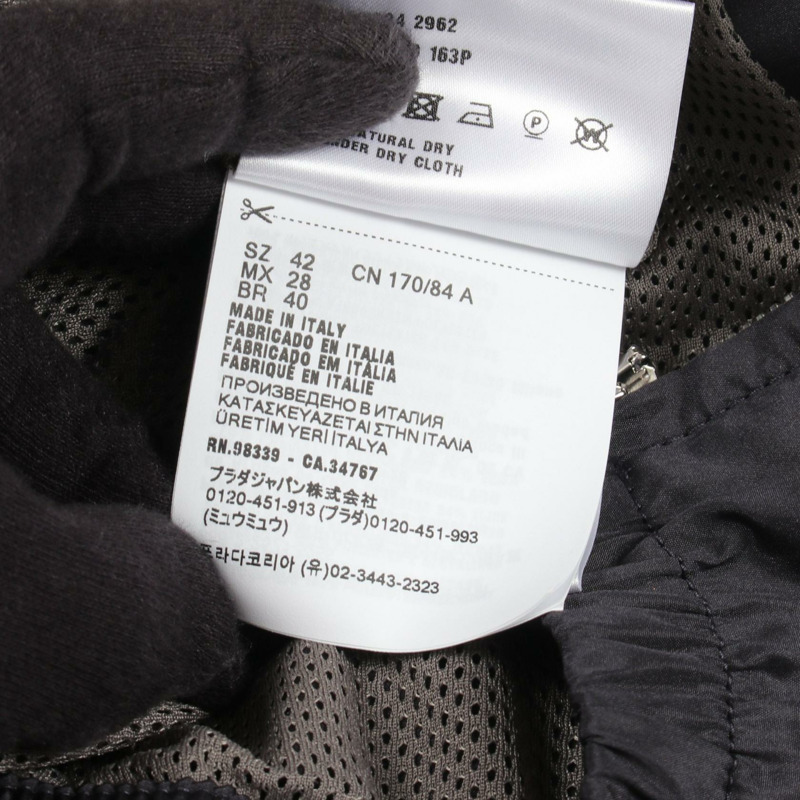 2962
163P
P
W
NATURAL DRY
UNDER DRY CLOTH
SZ 42 CN 170/84 A
MX 28
BR 40
MADE IN ITALY
FABRICADO EN ITALIA
FABRICADO EM ITÁLIA
FABRIQUÉ EN ITALIE
ПРОИЗВЕДЕНО В ИТАЛИЯ
ΚΑΤΑΣΚΕΥΑΖΕΤΑΙ ΣΤΗΝ ΙΤΑΛΙΑ
ÜRETİM YERİ İTALYA
RN.98339 - CA.34767
プラダジャパン株式会社
0120-451-913 (プラダ)0120-451-993
(ミュウミュウ)
프라다코리아 (유)02-3443-2323